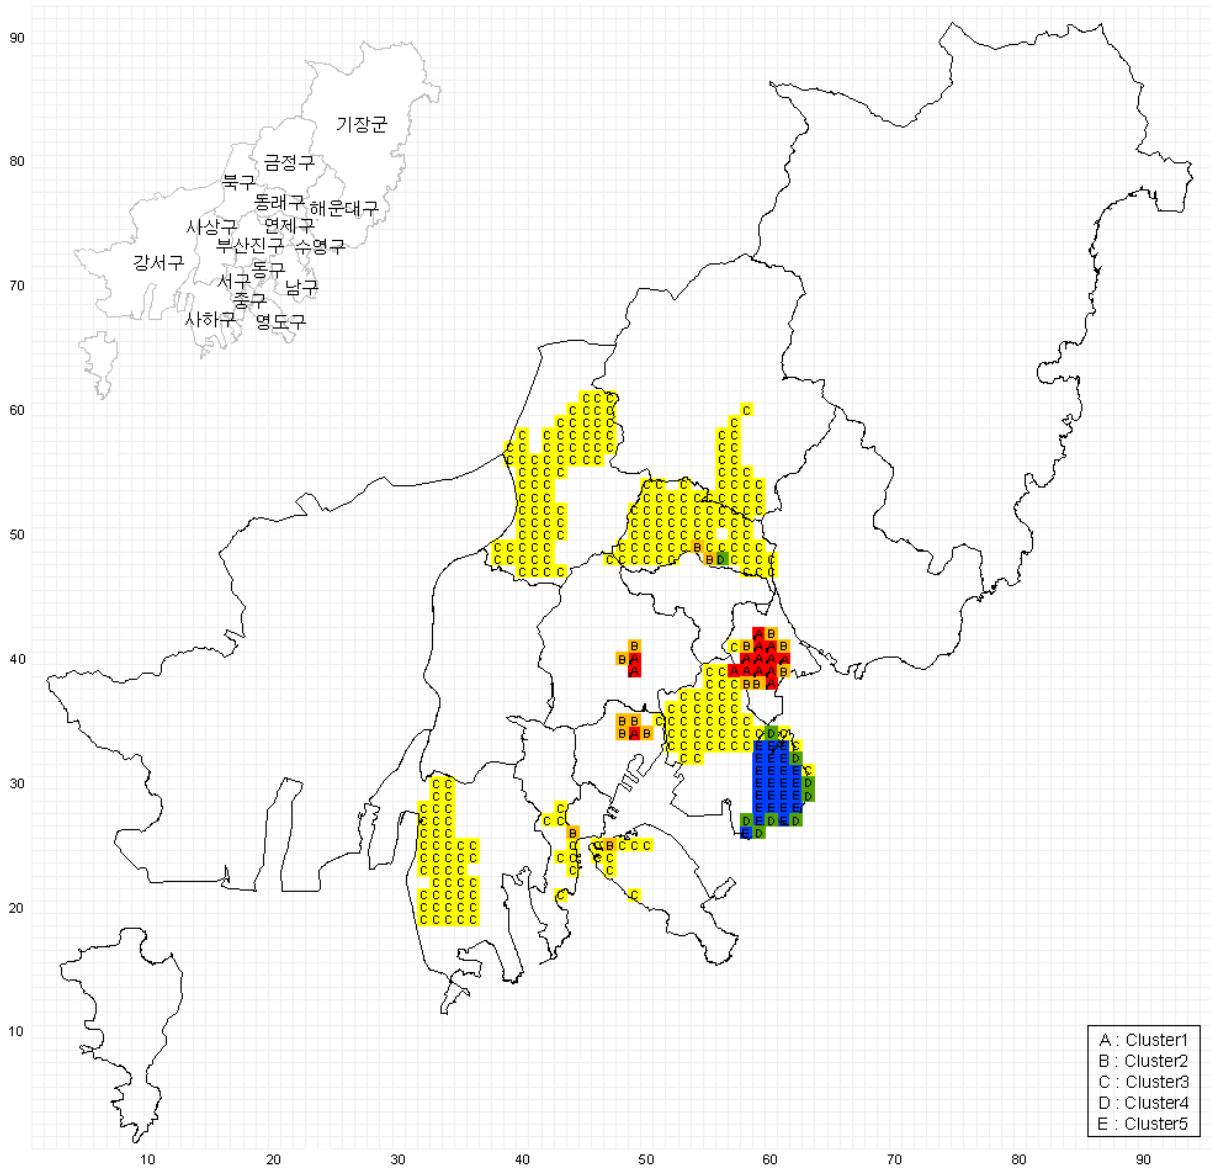 90
기장군
80
금정구
북구
동래구
해운대구
사상구
연제구
부산진구
수영구
강서구
동구
70
서구
남구
중구
사하구
영도구
C C C
60 C C C C C
C C C C C C
C C C C C C C C C
C C C C C C C C C C
C C C C C C C C C C
C C C C C C C
C C C C C C C C C C
C C C C C C C C C C C C C C
C C C C C C C C C C C C C C C
C C C C C C C C C C C C C C
50 C C C C C C C C C C C C C
C C C C C C C C C C C B C C C C C
C C C C C C C C C C C B D C C C C
C C C C C C C
A B
B C B A A B
40 B A A A A A
A C C A A A A B
C C C B B A
C C C C C
C C C C C C
B B C C C C C C C C
B A B C C C C C C C C D C
C C C C C C C E E E C
C C E E E D
E E E E C
30 C C E E E E D
C C E E E E D
C C C C E E E E
C C C C C D E D E D
C C C B E D
C C C C C C C B C C C
C C C C C C C C C
C C C C C
C C C C
C C C C C C C
20 C C C C C
C C C C C
10
A : Cluster1
B : Cluster2
C : Cluster3
D : Cluster4
E : Cluster5
10 20 30 40 50 60 70 80 90